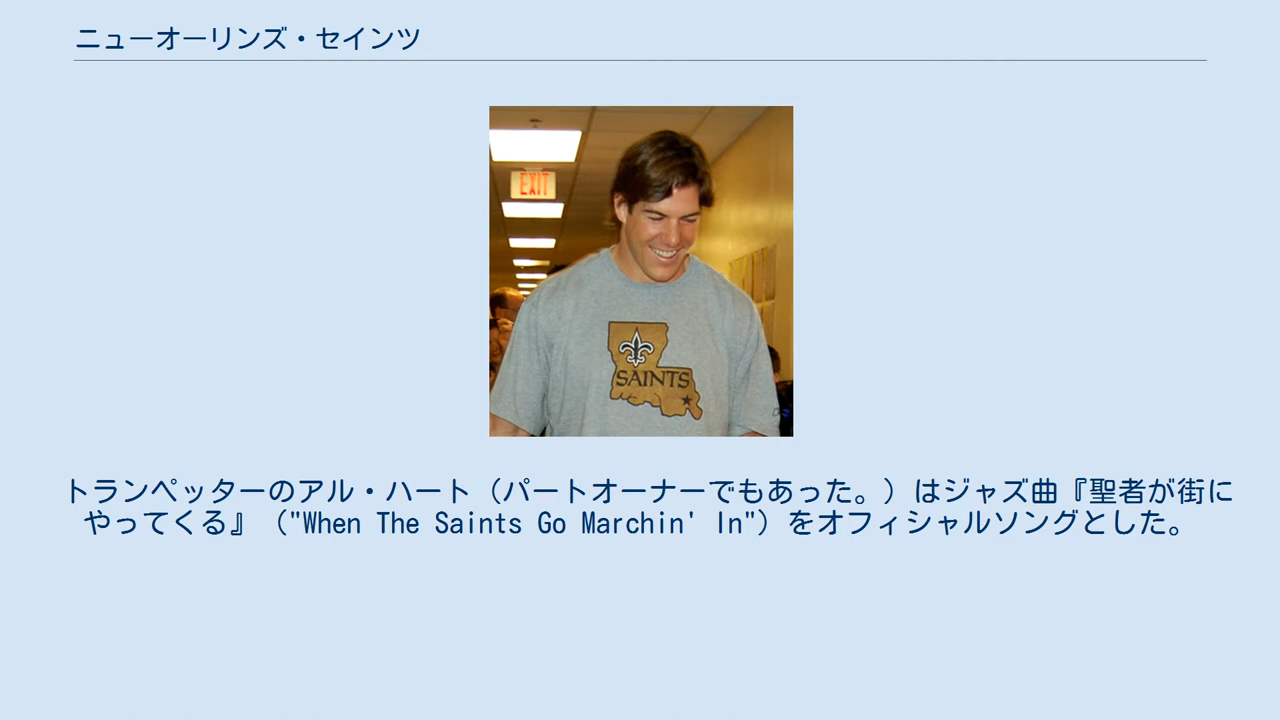 ニューオーリンズ・セインツ
EXIT
SAINTS
トランペッターのアル・ハート（パートオーナーでもあった。）はジャズ曲『聖者が街に
やってくる』（"When The Saints Go Marchin' In"）をオフィシャルソングとした。